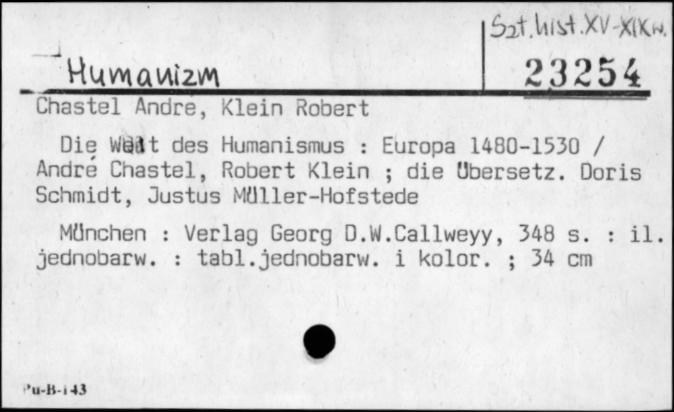 Szt. hist. XV-XIX w.
Humanizm
23254
Chastel Andre, Klein Robert
Die Welt des Humanismus : Europa 1480-1530 /
André Chastel, Robert Klein ; die Übersetz. Doris
Schmidt, Justus Müller-Hofstede
München : Verlag Georg D.W.Callweyy, 348 s. : il.
jednobarw. : tabl.jednobarw. i kolor. ; 34 cm
Pu-B-143